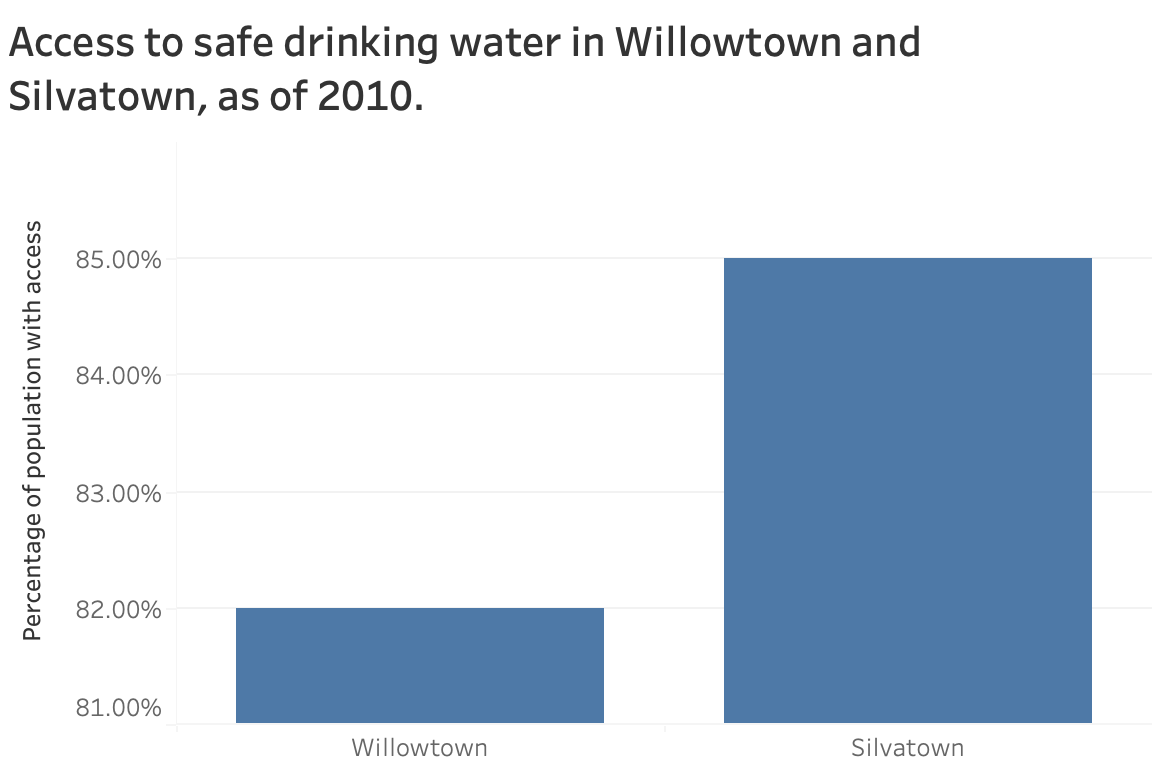 Access to safe drinking water in Willowtown and
Silvatown, as of 2010.
Percentage of population with access
85.00%
84.00%
83.00%
82.00%
81.00%
Willowtown
Silvatown